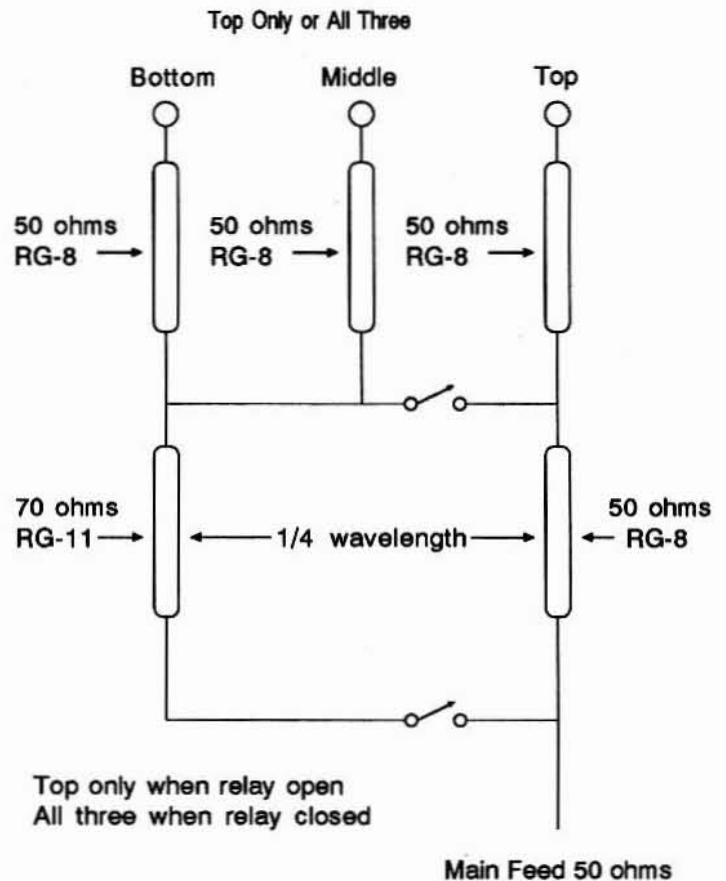 Top Only or All Three
Bottom Middle Top
50 ohms 50 ohms 50 ohms
RG-8 RG-8 RG-8
70 ohms 50 ohms
RG-11 1/4 wavelength RG-8
Top only when relay open
All three when relay closed
Main Feed 50 ohms